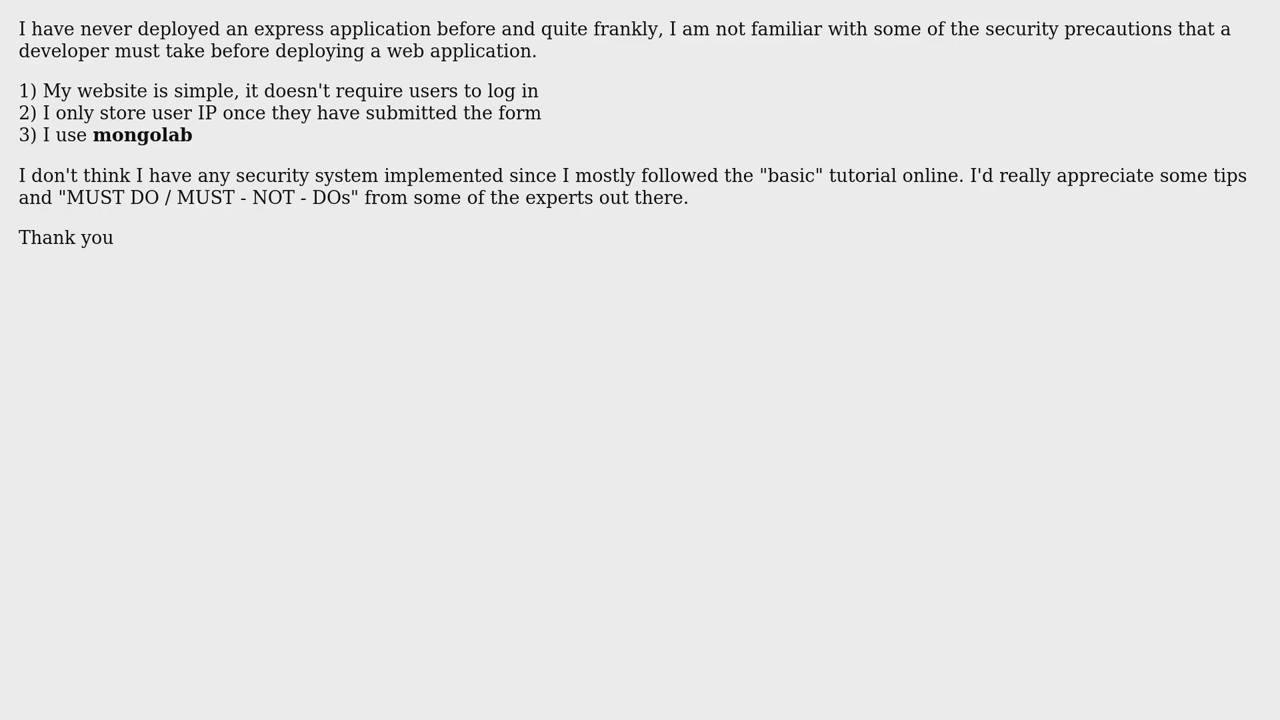 I have never deployed an express application before and quite frankly, I am not familiar with some of the security precautions that a
developer must take before deploying a web application.
1) My website is simple, it doesn't require users to log in
2) I only store user IP once they have submitted the form
3) I use mongolab
I don't think I have any security system implemented since I mostly followed the "basic" tutorial online. I'd really appreciate some tips
and "MUST DO / MUST - NOT - DOs" from some of the experts out there.
Thank you